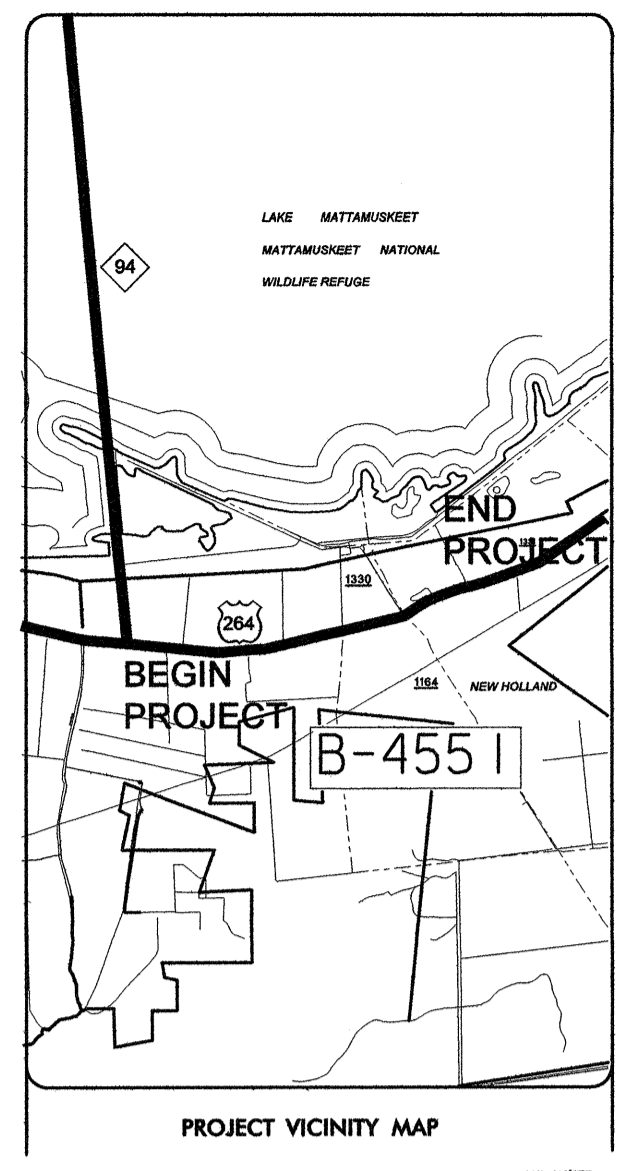 LAKE MATTAMUSKEET
MATTAMUSKEET NATIONAL
WILDLIFE REFUGE
94
END
PROJECT
1330
264
BEGIN
PROJECT
1164
NEW HOLLAND
B-4551
PROJECT VICINITY MAP